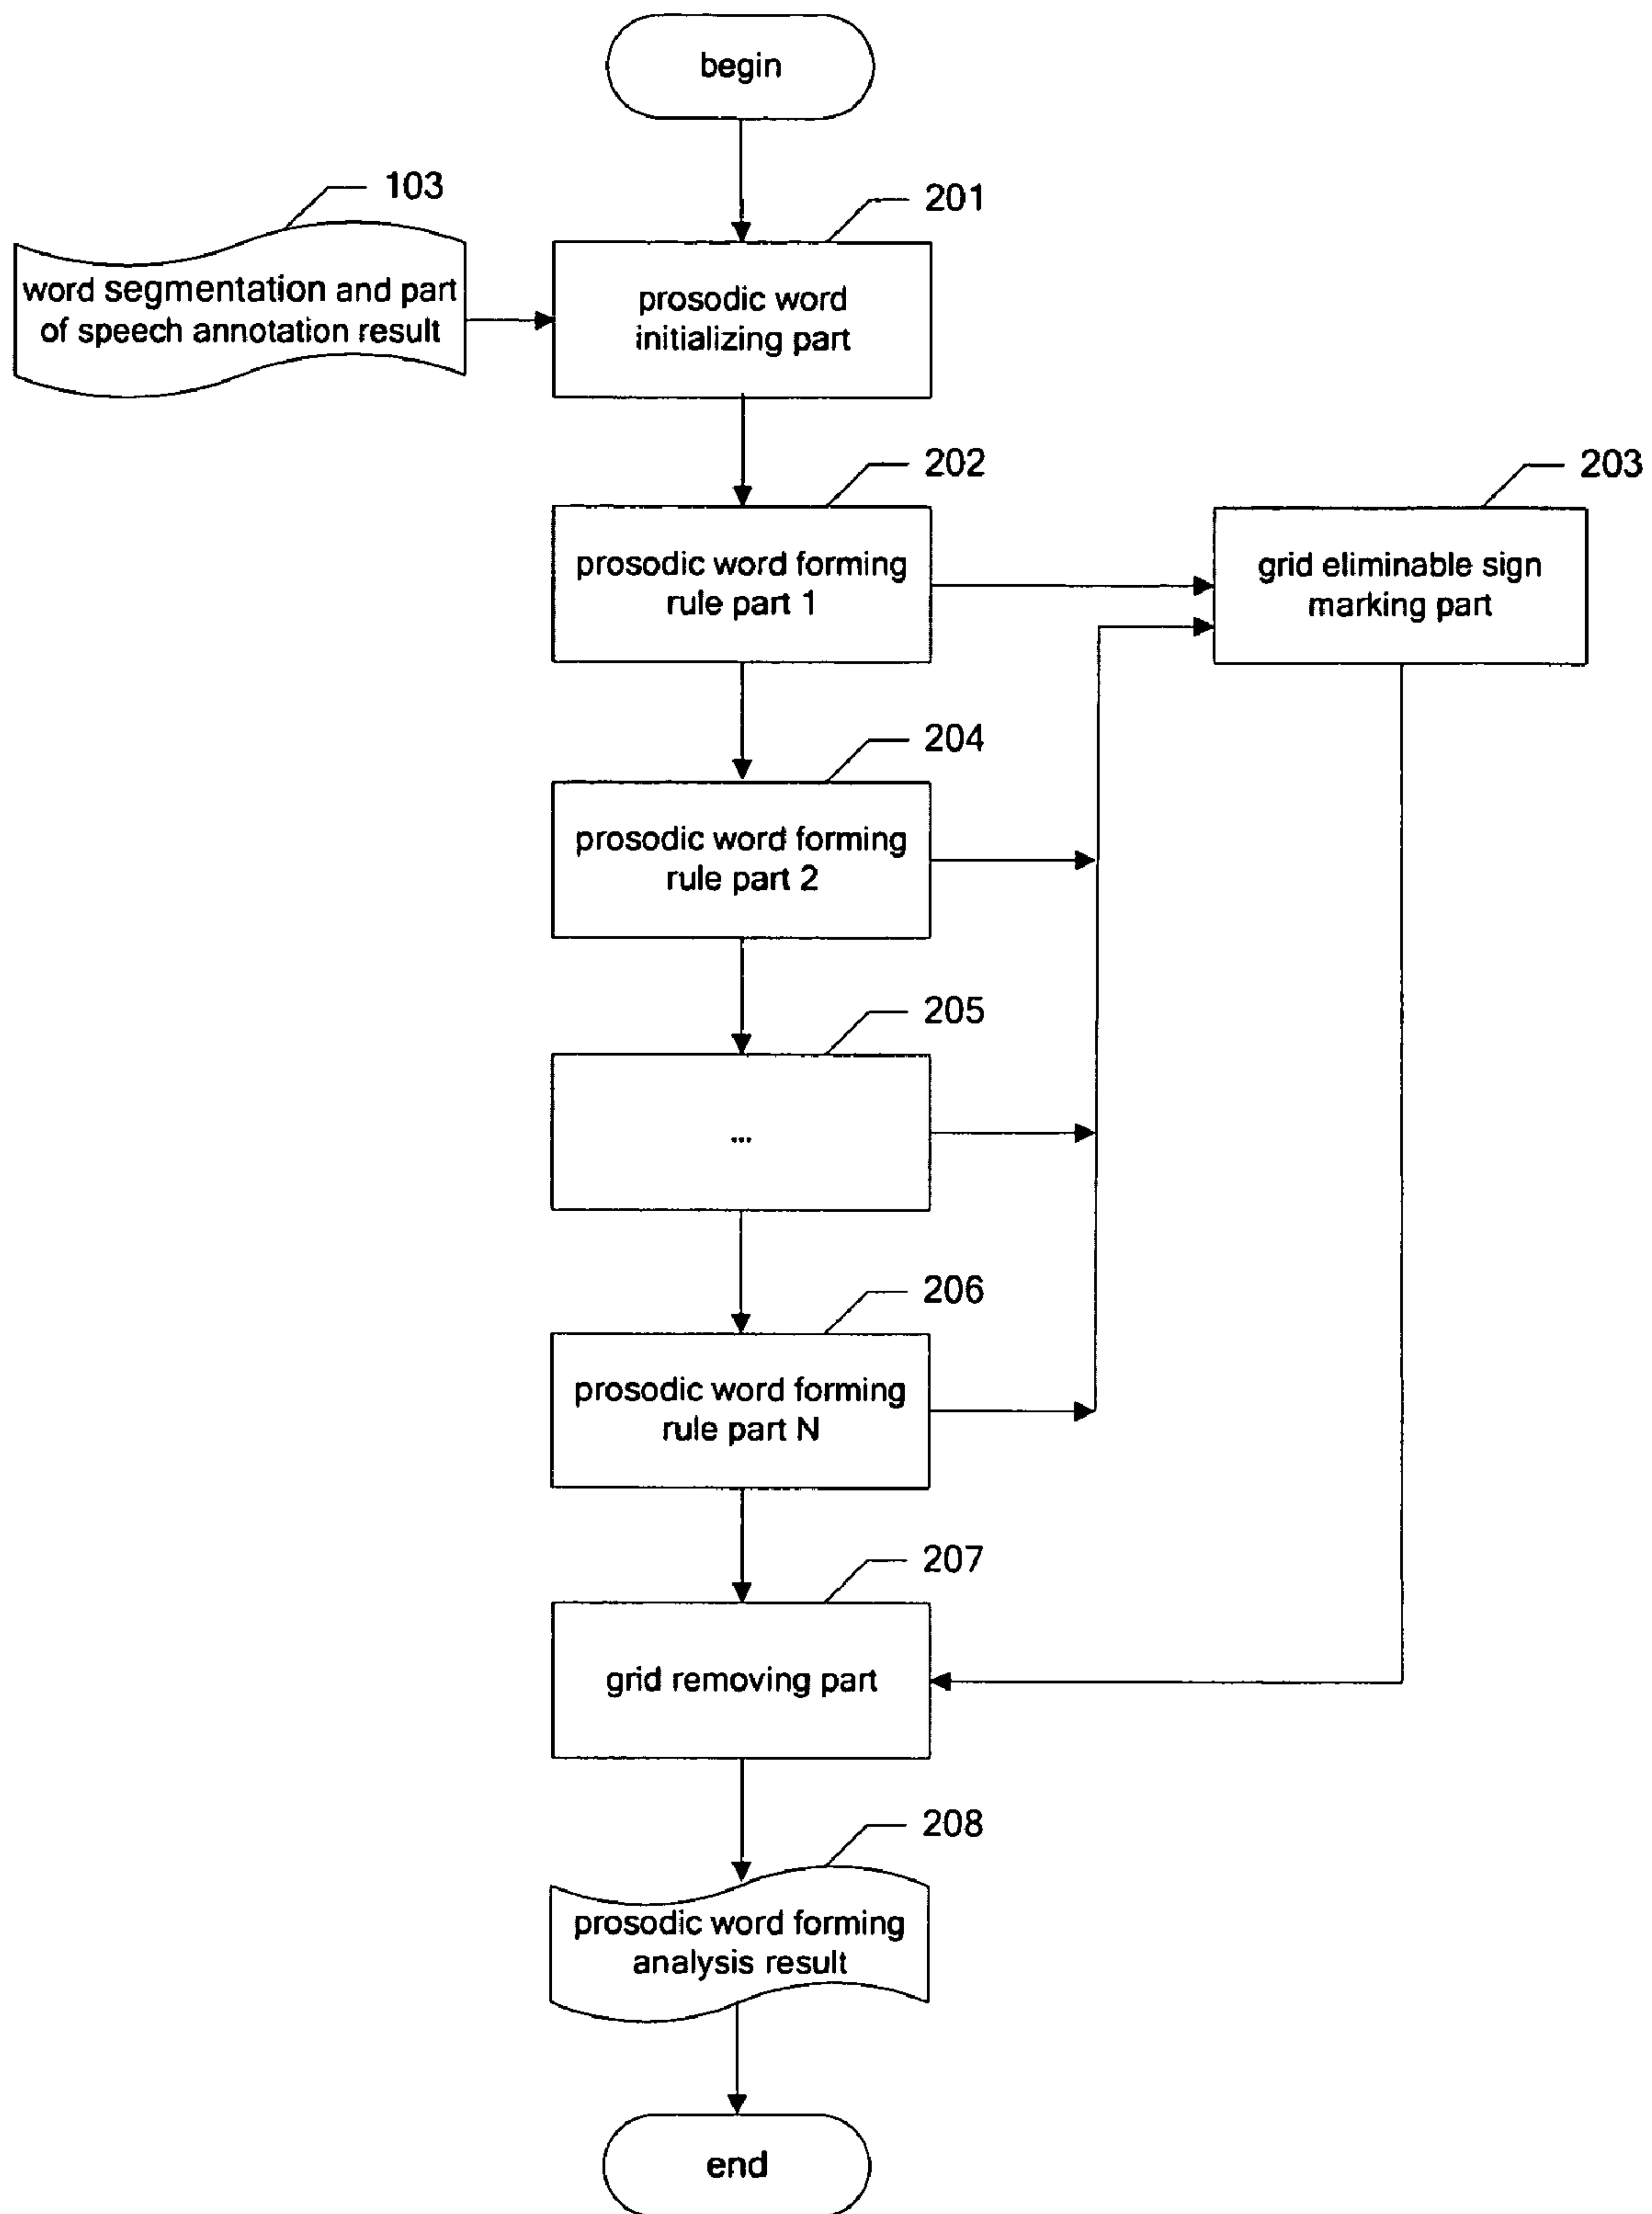 begin
103
201
word segmentation and part
of speech annotation result
prosodic word
initializing part
202
203
prosodic word forming
rule part 1
grid eliminable sign
marking part
204
prosodic word forming
rule part 2
205
...
206
prosodic word forming
rule part N
207
grid removing part
208
prosodic word forming
analysis result
end